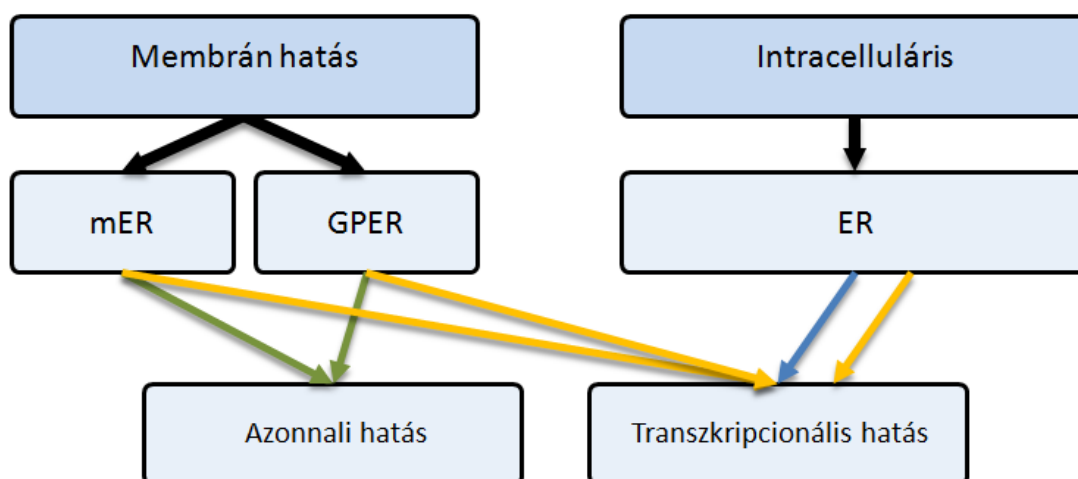 Membrán hatás
Intracelluláris
mER
GPER
ER
Azonnali hatás
Transzkripcionális hatás